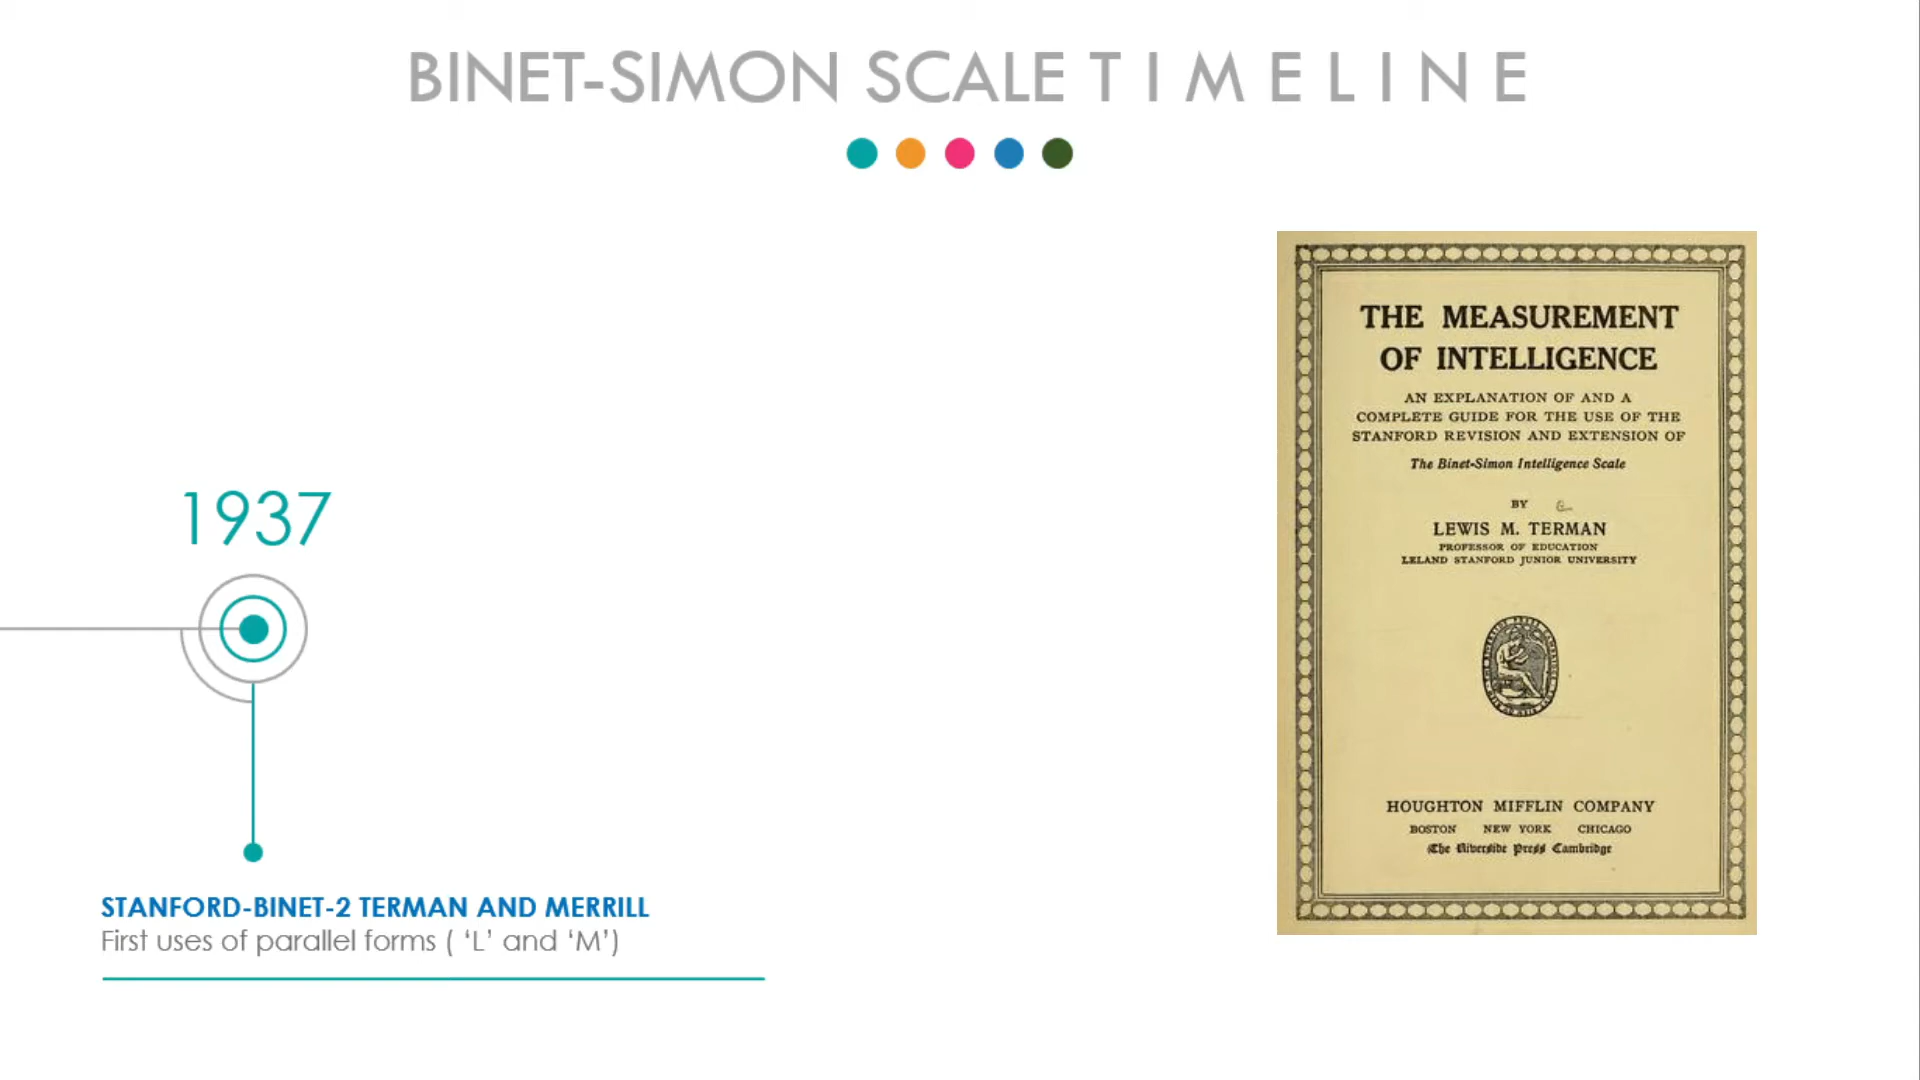 BINET-SIMON SCALE T I M E L I N E
1937
STANFORD-BINET-2 TERMAN AND MERRILL
First uses of parallel forms ( ‘L’ and ‘M’)
THE MEASUREMENT
OF INTELLIGENCE
AN EXPLANATION OF AND A
COMPLETE GUIDE FOR THE USE OF THE
STANFORD REVISION AND EXTENSION OF
The Binet-Simon Intelligence Scale
BY
LEWIS M. TERMAN
PROFESSOR OF EDUCATION
LELAND STANFORD JUNIOR UNIVERSITY
HOUGHTON MIFFLIN COMPANY
BOSTON NEW YORK CHICAGO
The Riverside Press Cambridge